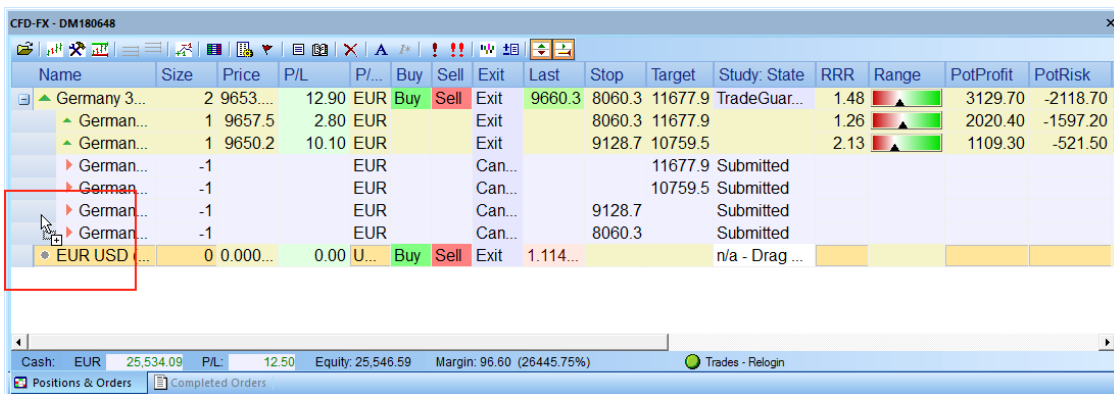 CFD-FX - DM180648
Name Size Price P/L P/... Buy Sell Exit Last Stop Target Study: State RRR Range PotProfit PotRisk
Germany 3... 2 9653.... 12.90 EUR Buy Sell Exit 9660.3 8060.3 11677.9 TradeGuar... 1.48 3129.70 -2118.70
German... 1 9657.5 2.80 EUR Exit 8060.3 11677.9 1.26 2020.40 -1597.20
German... 1 9650.2 10.10 EUR Exit 9128.7 10759.5 2.13 1109.30 -521.50
German... -1 EUR Can... 11677.9 Submitted
German... -1 EUR Can... 10759.5 Submitted
German... -1 EUR Can... 9128.7 Submitted
German... -1 EUR Can... 8060.3 Submitted
EUR USD (... 0 0.000... 0.00 U... Buy Sell Exit 1.114... n/a - Drag ...
Cash: EUR 25,534.09 P/L: 12.50 Equity: 25,546.59 Margin: 96.60 (26445.75%) Trades - Relogin
Positions & Orders Completed Orders